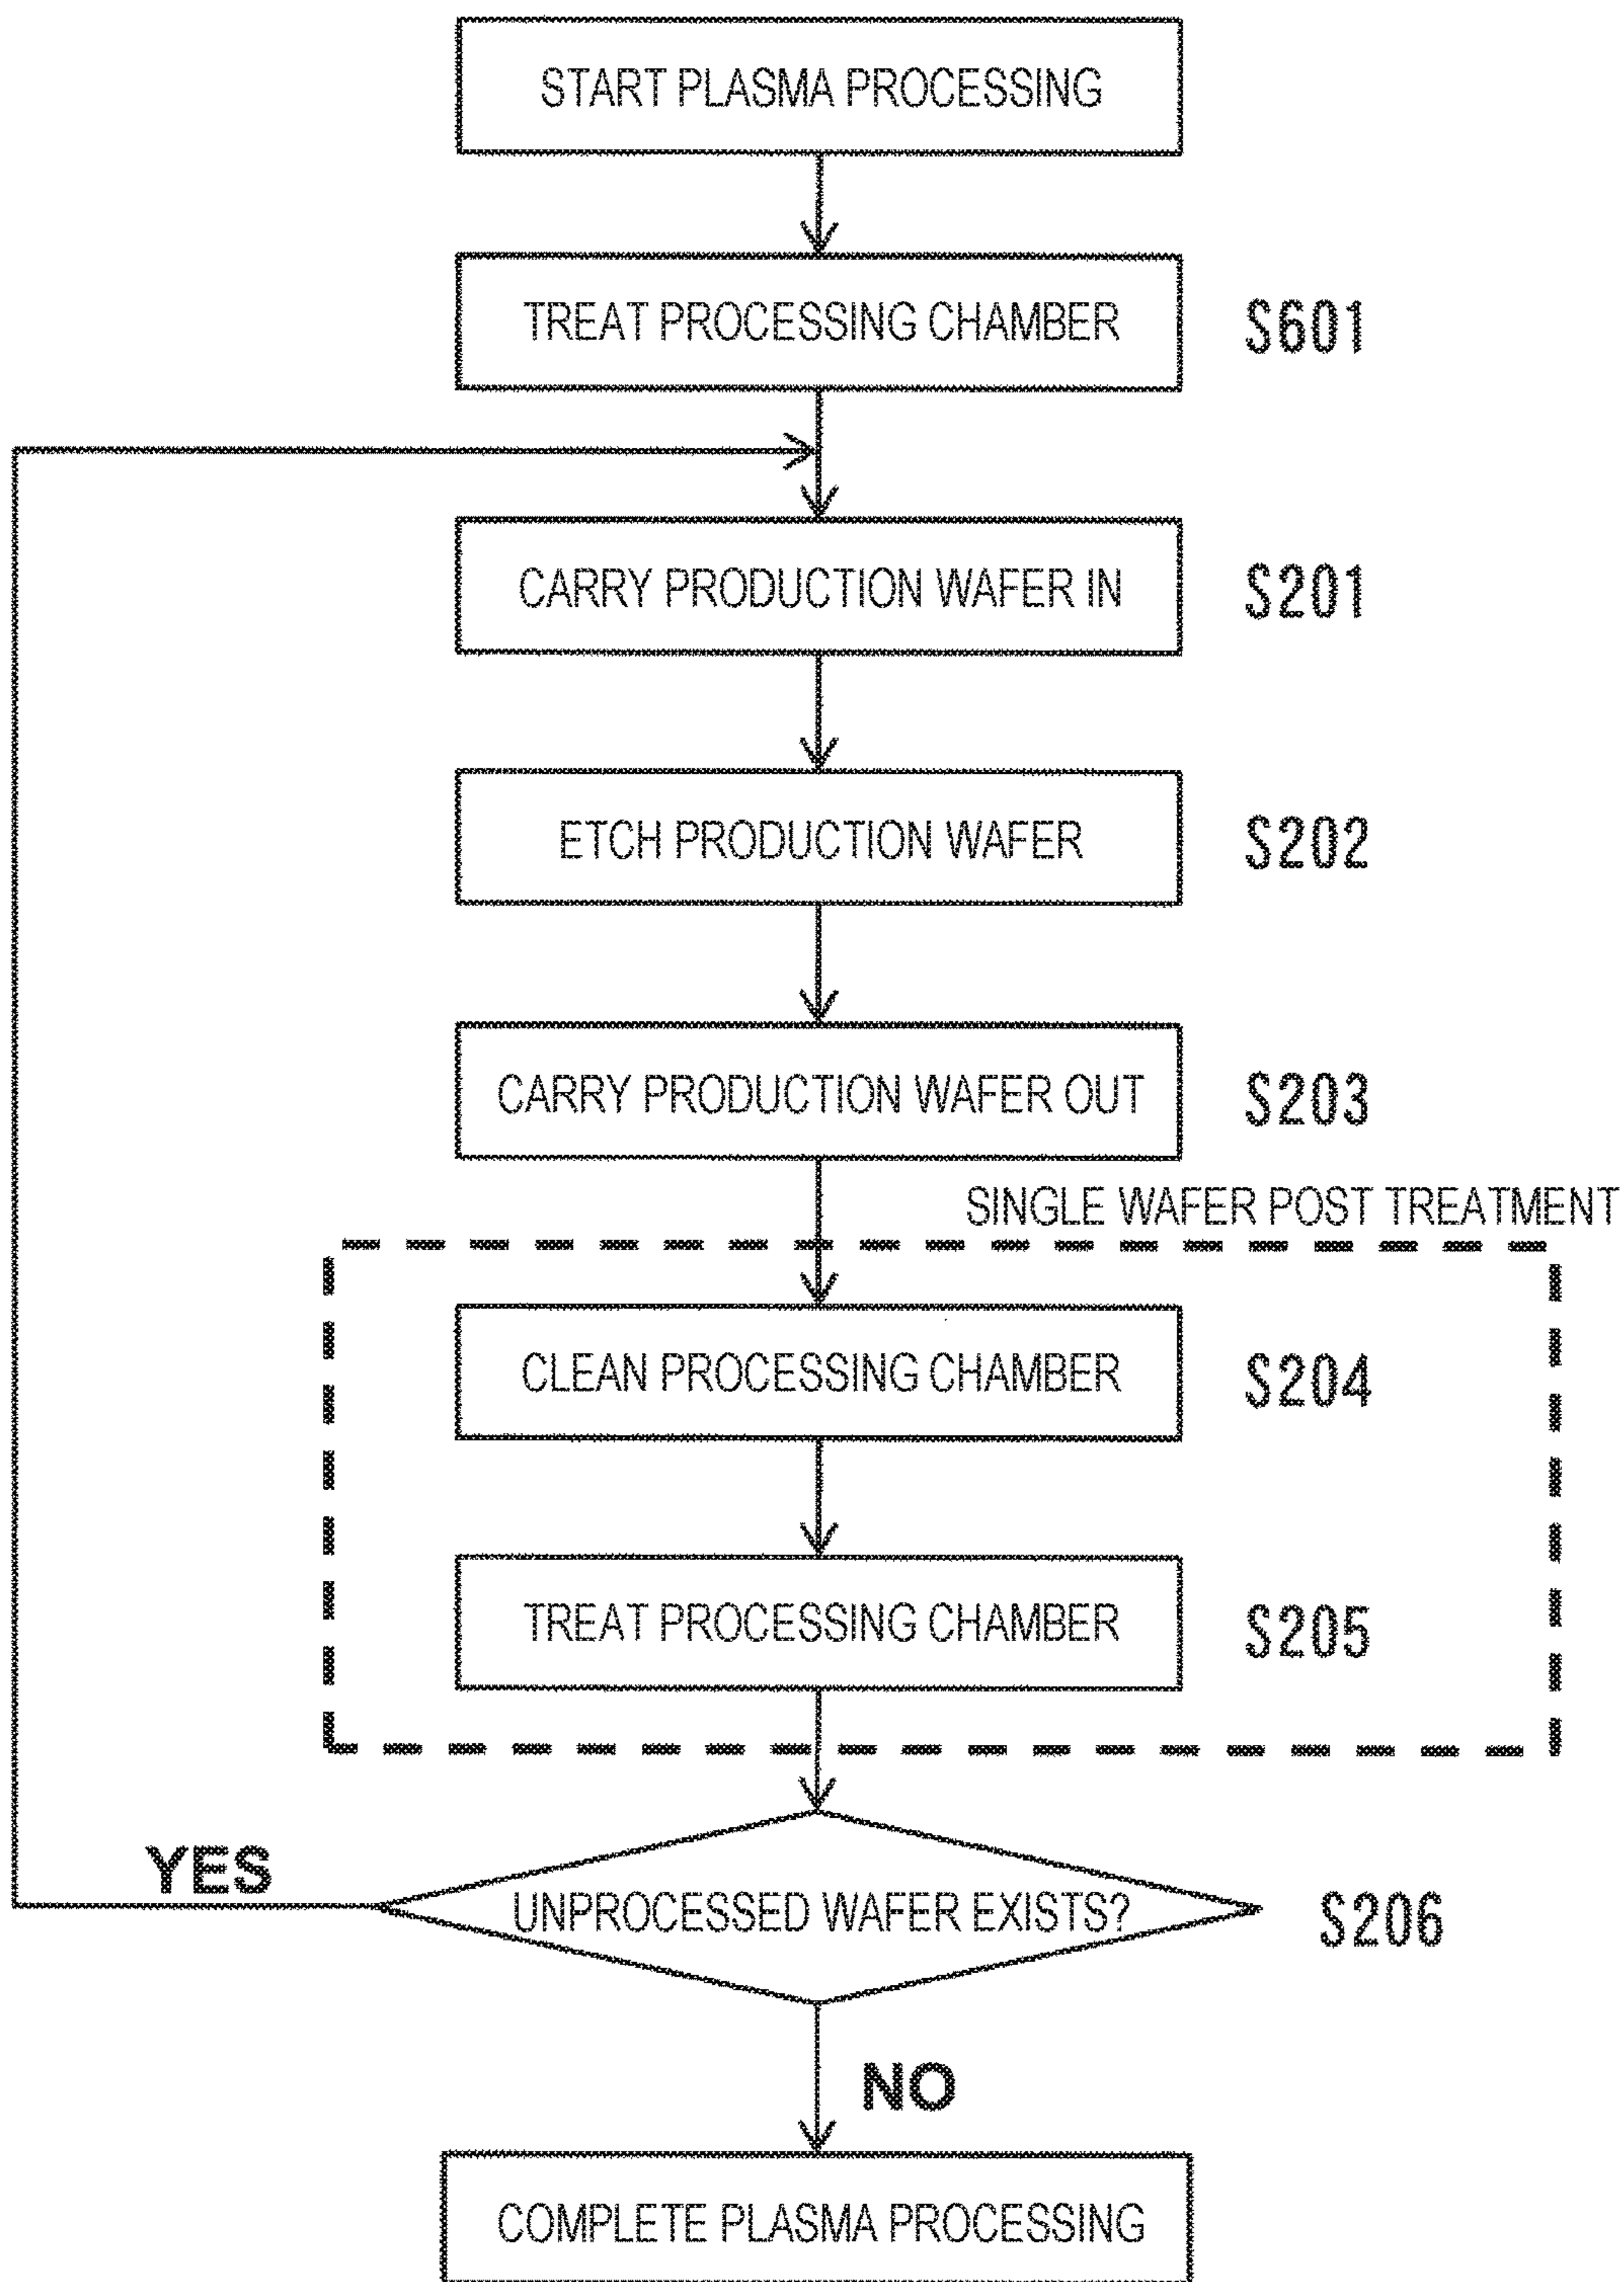 START PLASMA PROCESSING
TREAT PROCESSING CHAMBER S601
CARRY PRODUCTION WAFER IN S201
ETCH PRODUCTION WAFER S202
CARRY PRODUCTION WAFER OUT S203
SINGLE WAFER POST TREATMENT
CLEAN PROCESSING CHAMBER S204
TREAT PROCESSING CHAMBER S205
YES
UNPROCESSED WAFER EXISTS? S206
NO
COMPLETE PLASMA PROCESSING